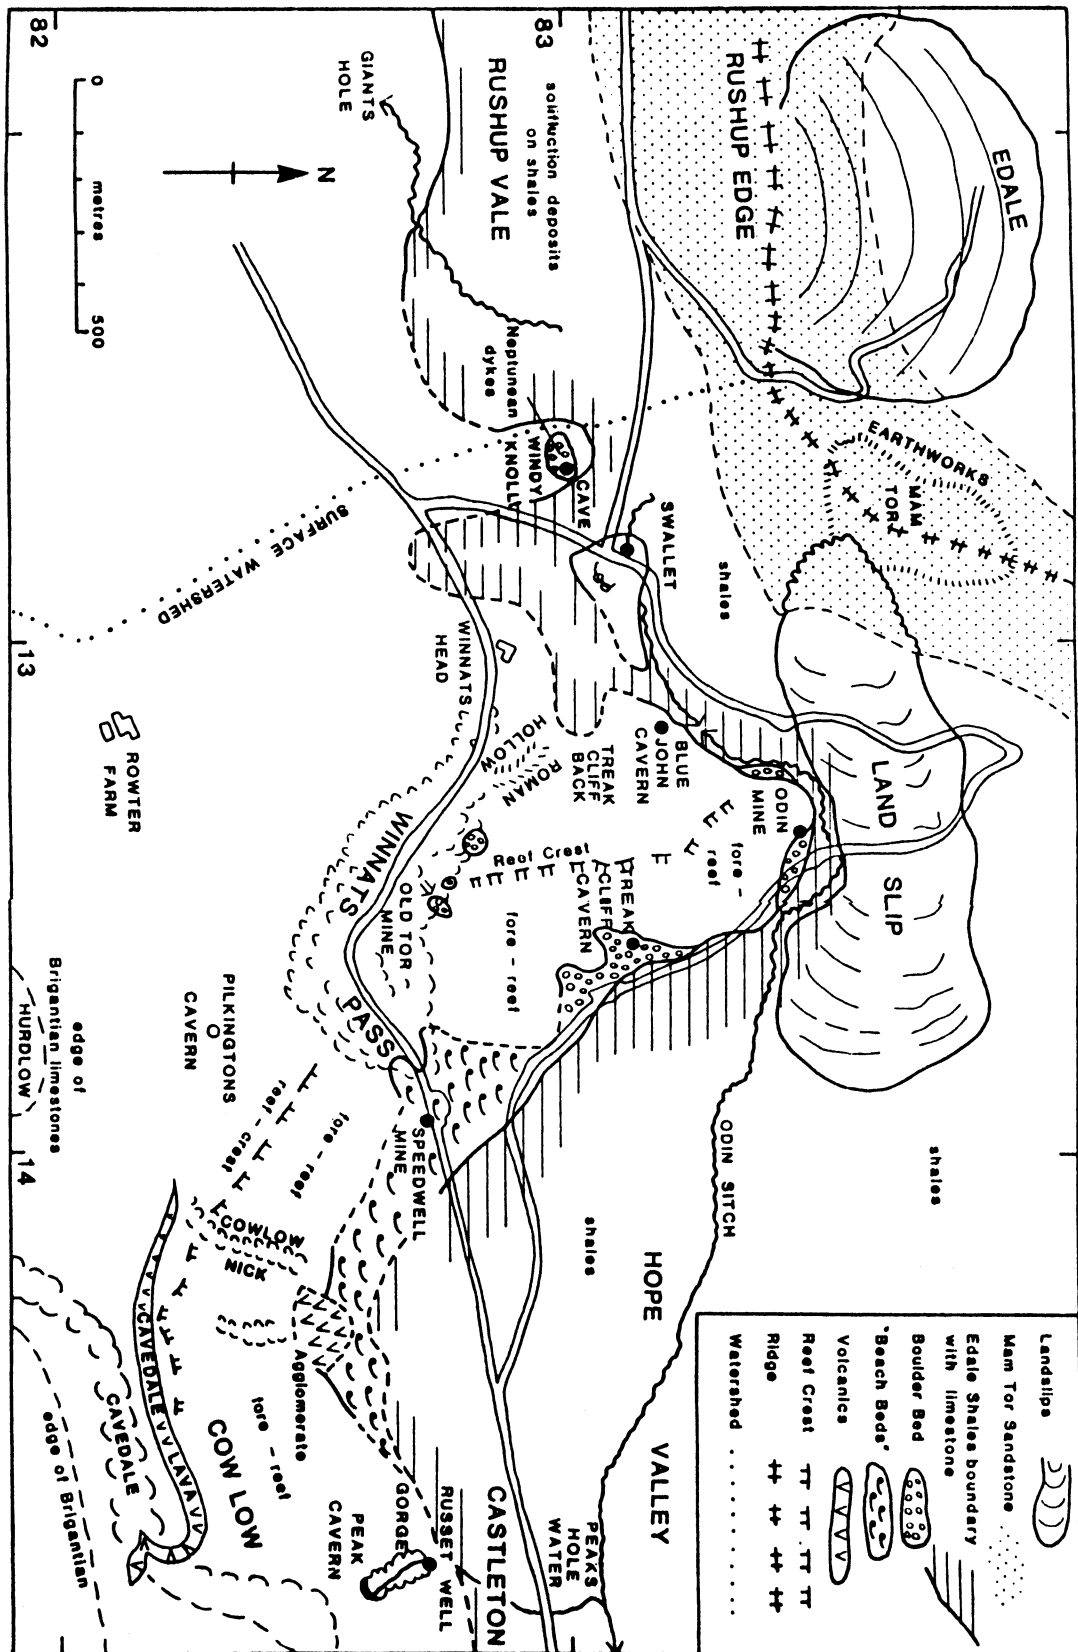 82
83
0
metres
500
N
GIANTS
HOLE
RUSHUP VALE
solifluction deposits
on shales
RUSHUP EDGE
EDALE
Neptunean
dykes
WINDY
KNOLL
CAVE
SWALLET
shales
EARTHWORKS
MAM
TOR
SURFACE WATERSHED
13
WINNATS
HEAD
ROWTER
FARM
HOLLOW
ROMAN
TREAK
CLIFF
BACK
BLUE
JOHN
CAVERN
ODIN
MINE
LAND
SLIP
fore-
reef
Reef Crest
TREAK
CLIFF
CAVERN
WINNATS
PASS
OLD TOR
MINE
fore-reef
PILKINGTONS
CAVERN
edge of
Brigantian limestones
HURDLOW
14
reef-crest
reef
fore-reef
SPEEDWELL
MINE
ODIN SITCH
shales
shales
HOPE
VALLEY
COWLOW
NICK
Agglomerate
CAVEDALE
LAVA
CAVEDALE
edge of Brigantian
fore-reef
COW LOW
PEAK
CAVERN
GORGE
RUSSET WELL
CASTLETON
PEAKS
HOLE
WATER
Landslips
Mam Tor Sandstone
Edale Shales boundary
with limestone
Boulder Bed
'Beach Beds'
Volcanics
Reef Crest
Ridge
Watershed